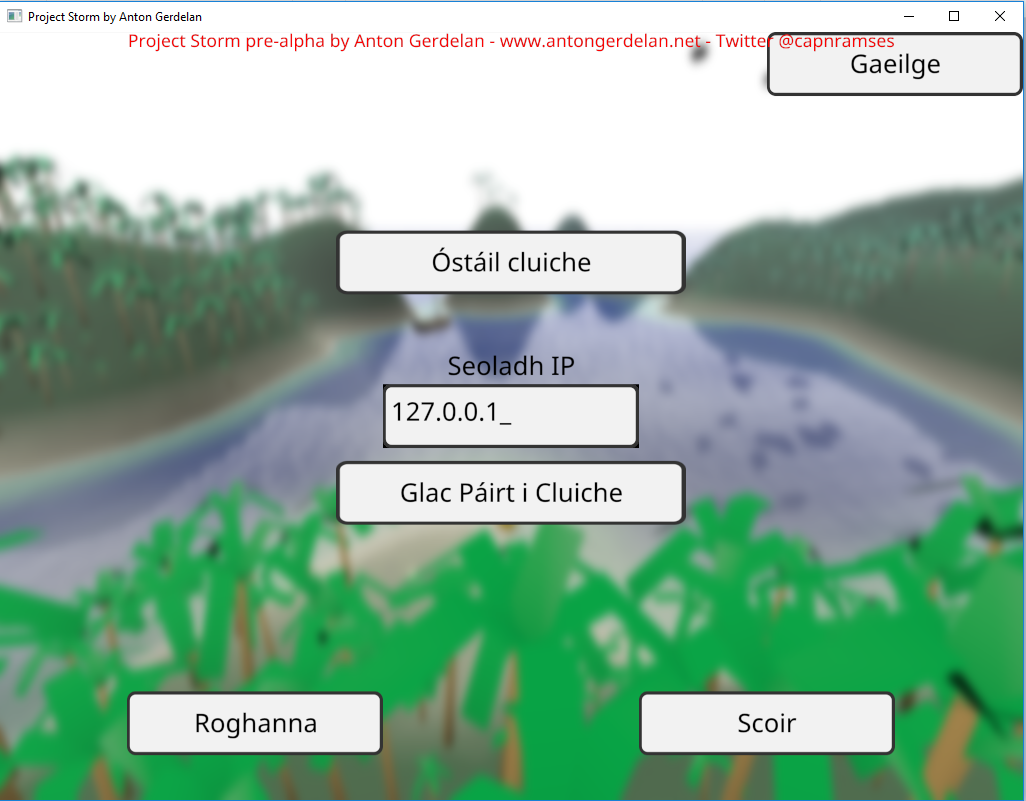 Project Storm by Anton Gerdelan
Project Storm pre-alpha by Anton Gerdelan - www.antongerdelan.net - Twitter @capnramses
Gaeilge
Óstáil cluiche
Seoladh IP
127.0.0.1_
Glac Páirt i Cluiche
Roghanna
Scoir